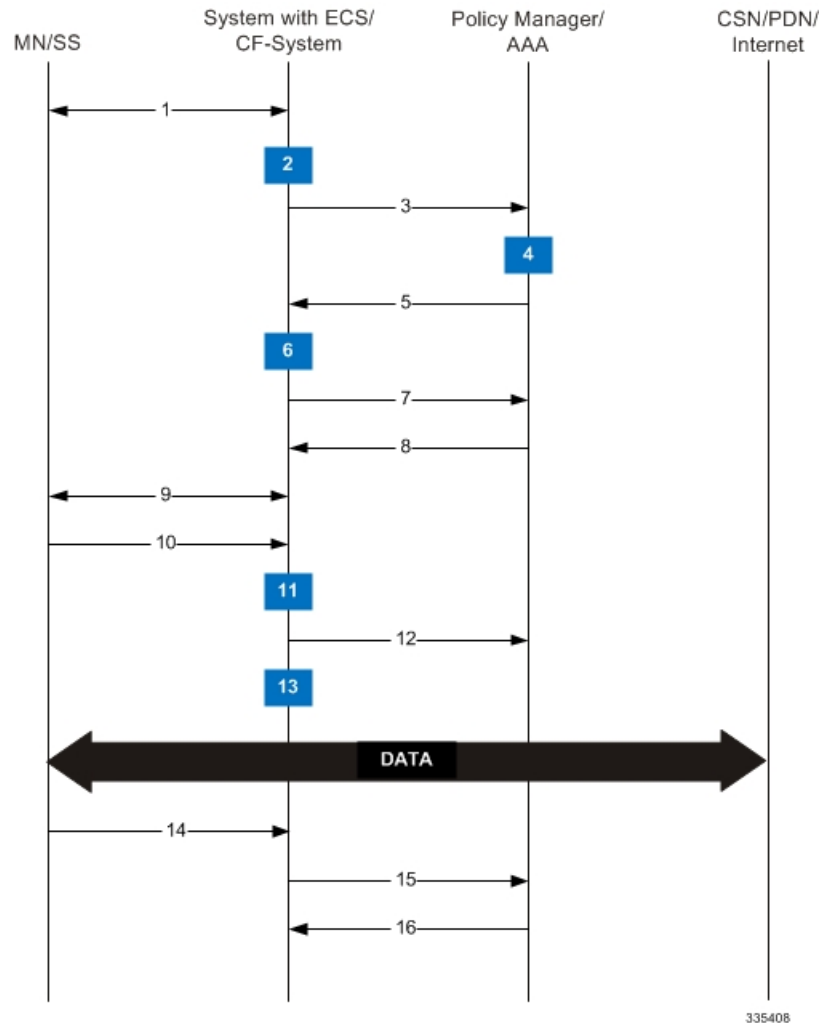 MN/SS
System with ECS/
CF-System
Policy Manager/
AAA
CSN/PDN/
Internet
1
2
3
4
5
6
7
8
9
10
11
12
13
DATA
14
15
16
335408